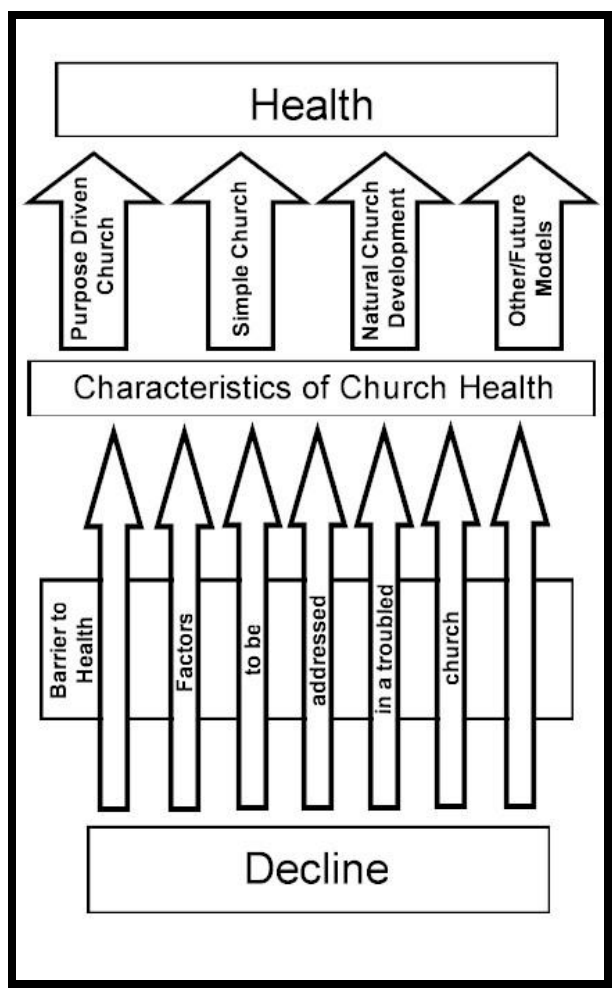 Health
Purpose Driven
Church
Simple Church
Natural Church
Development
Other/Future
Models
Characteristics of Church Health
Barrier to
Health
Factors
to be
addressed
in a troubled
church
Decline